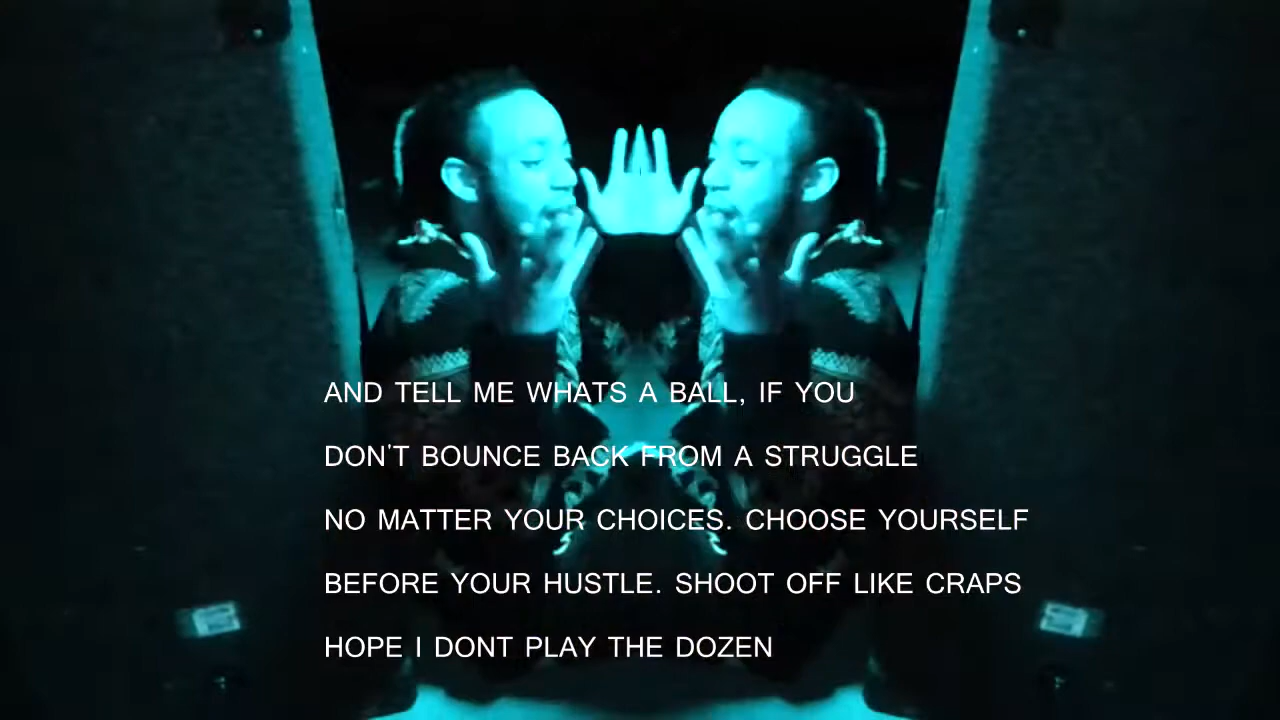 AND TELL ME WHATS A BALL, IF YOU
DON'T BOUNCE BACK FROM A STRUGGLE
NO MATTER YOUR CHOICES. CHOOSE YOURSELF
BEFORE YOUR HUSTLE. SHOOT OFF LIKE CRAPS
HOPE I DONT PLAY THE DOZEN